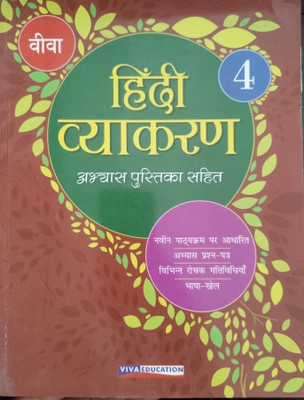 वीवा
4
हिंदी
व्याकरण
अभ्यास पुस्तिका सहित
नवीन पाठ्यक्रम पर आधारित
अभ्यास प्रश्न-पत्र
विभिन्न रोचक गतिविधियाँ
भाषा-खेल
VIVA EDUCATION